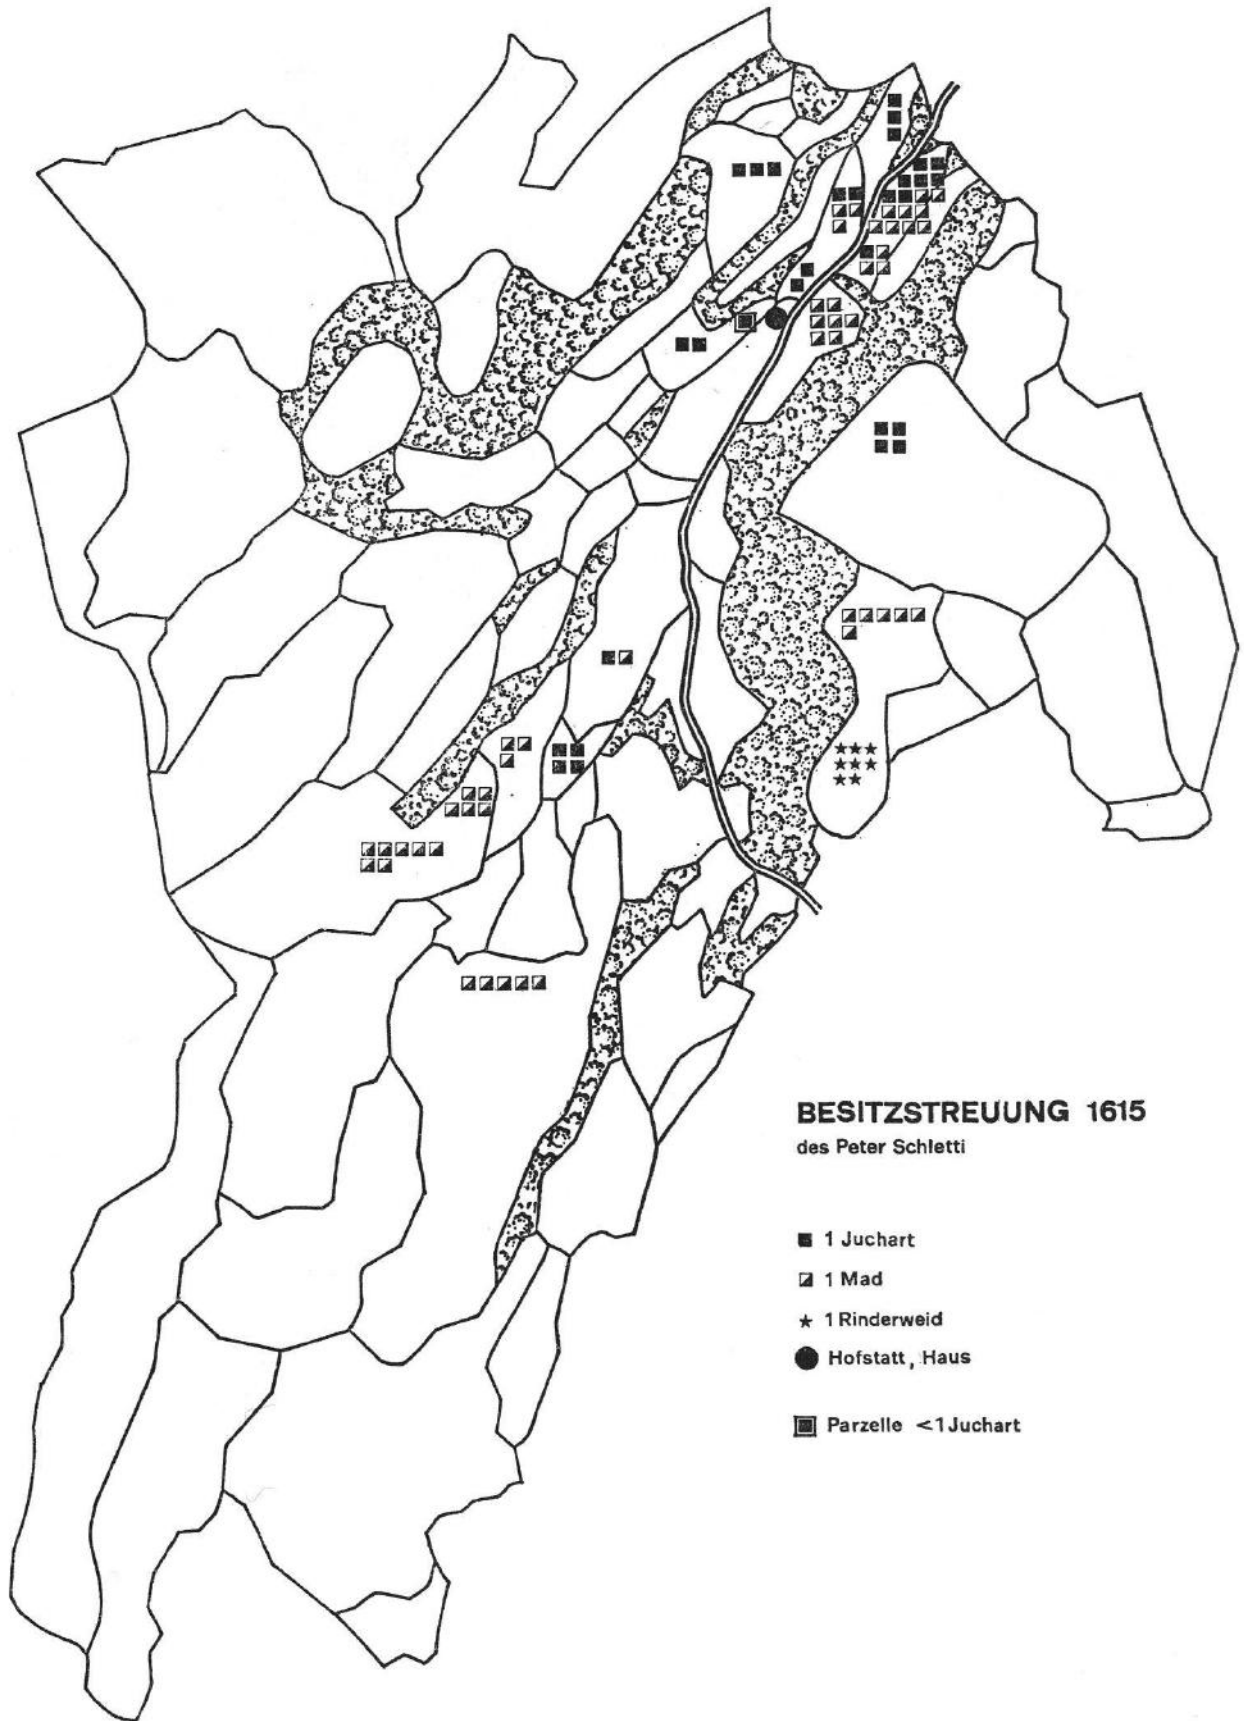 BESITZSTREUUNG 1615
des Peter Schletti
1 Juchart
1 Mad
1 Rinderweid
Hofstatt, Haus
Parzelle <1 Juchart